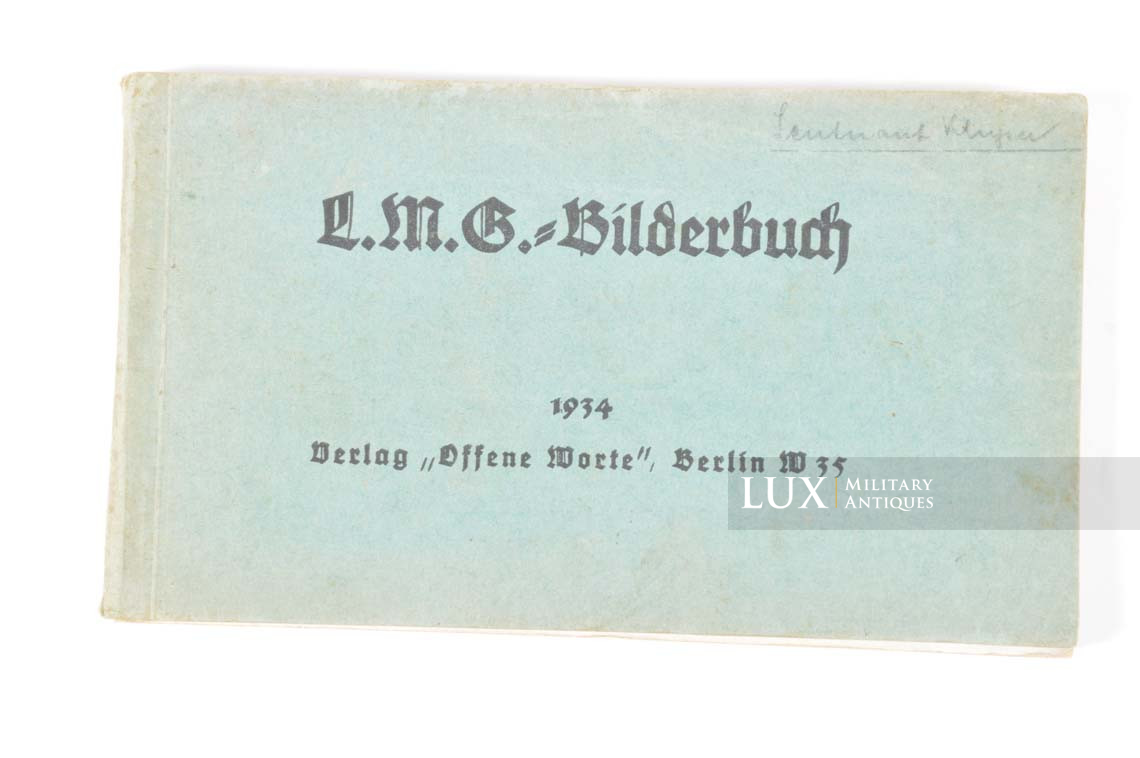 Leutnant
L.M.G.=Bilderbuch
1934
Verlag „Offene Worte“, Berlin W 35
LUX MILITARY ANTIQUES